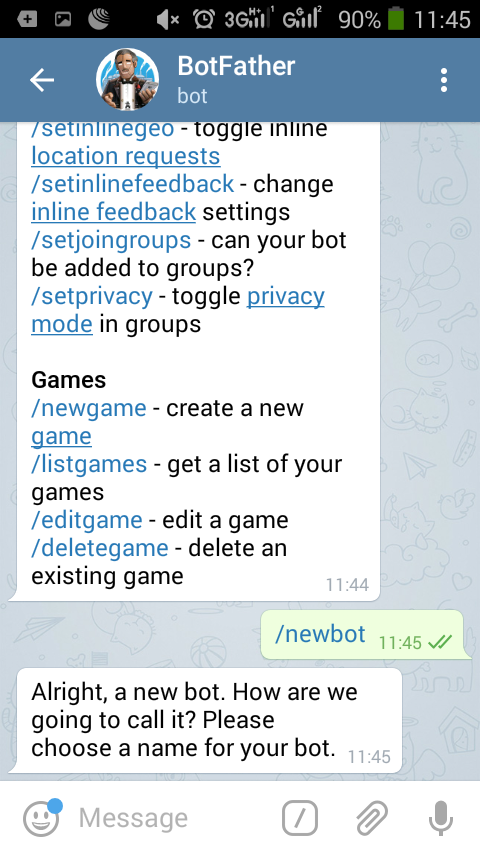 3G H+ 1 G G 2 90% 11:45
BotFather
bot
/setinlinegeo - toggle inline
location requests
/setinlinefeedback - change
inline feedback settings
/setjoingroups - can your bot
be added to groups?
/setprivacy - toggle privacy
mode in groups
Games
/newgame - create a new
game
/listgames - get a list of your
games
/editgame - edit a game
/deletegame - delete an
existing game
11:44
/newbot 11:45
Alright, a new bot. How are we
going to call it? Please
choose a name for your bot. 11:45
Message